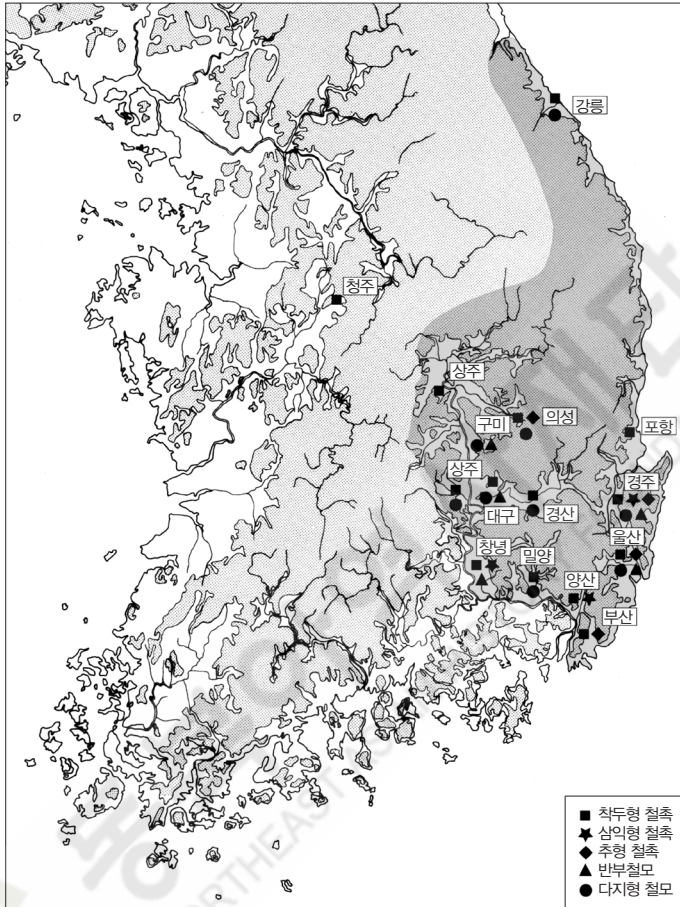 강릉
청주
상주
구미
의성
포항
상주
대구
경산
경주
울산
창녕
밀양
양산
부산
착두형 철촉
삼익형 철촉
추형 철촉
반부철모
다지형 철모